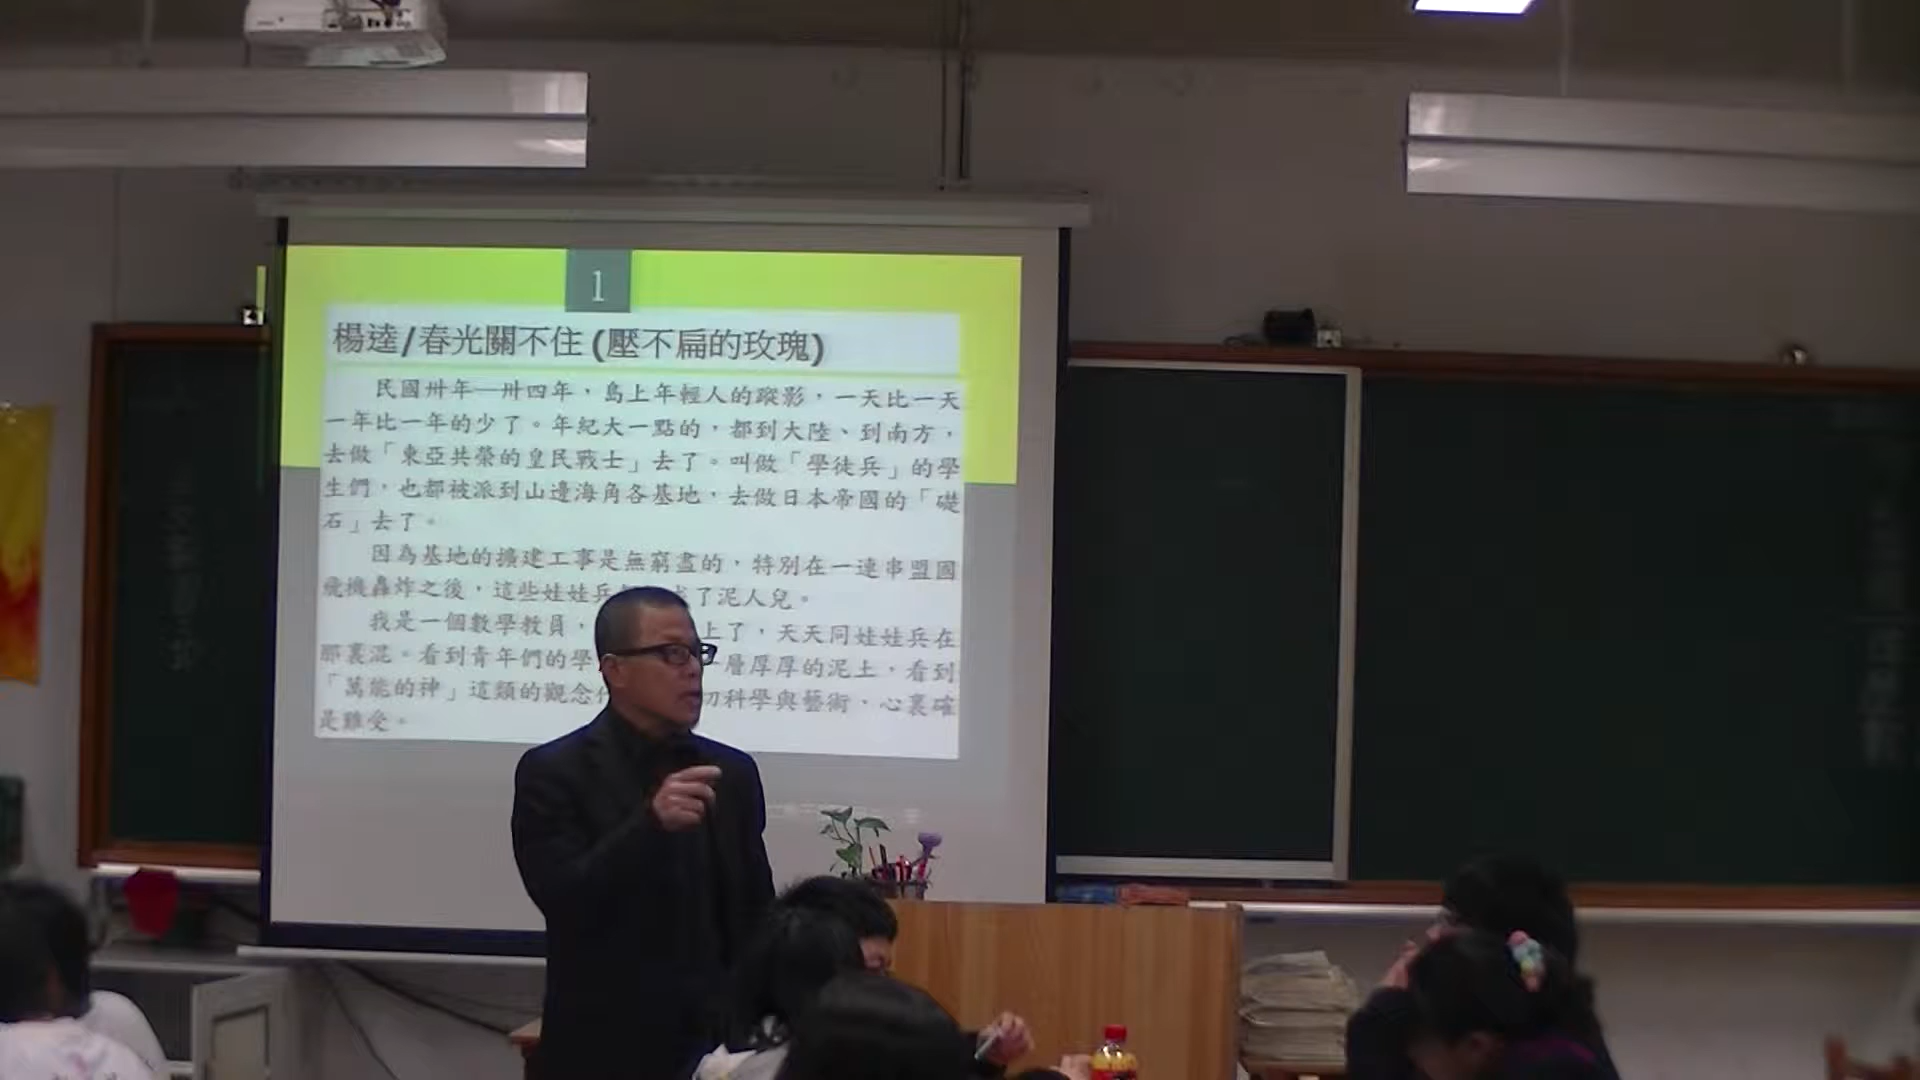 1
楊逵/春光關不住(壓不扁的玫瑰)
民國卅年─卅四年，島上年輕人的蹤影，一天比一天
一年比一年的少了。年紀大一點的，都到大陸、到南方，
去做「東亞共榮的皇民戰士」去了。叫做「學徒兵」的學
生們，也都被派到山邊海角各基地，去做日本帝國的「礎
石」去了。
因為基地的擴建工事是無窮盡的，特別在一連串盟國
飛機轟炸之後，這些娃娃兵 了泥人兒。
我是一個數學教員， 上了，天天同娃娃兵在
那裏混。看到青年們的學 一層厚厚的泥土，看到
「萬能的神」這類的觀念 切科學與藝術，心裏確
是難受。